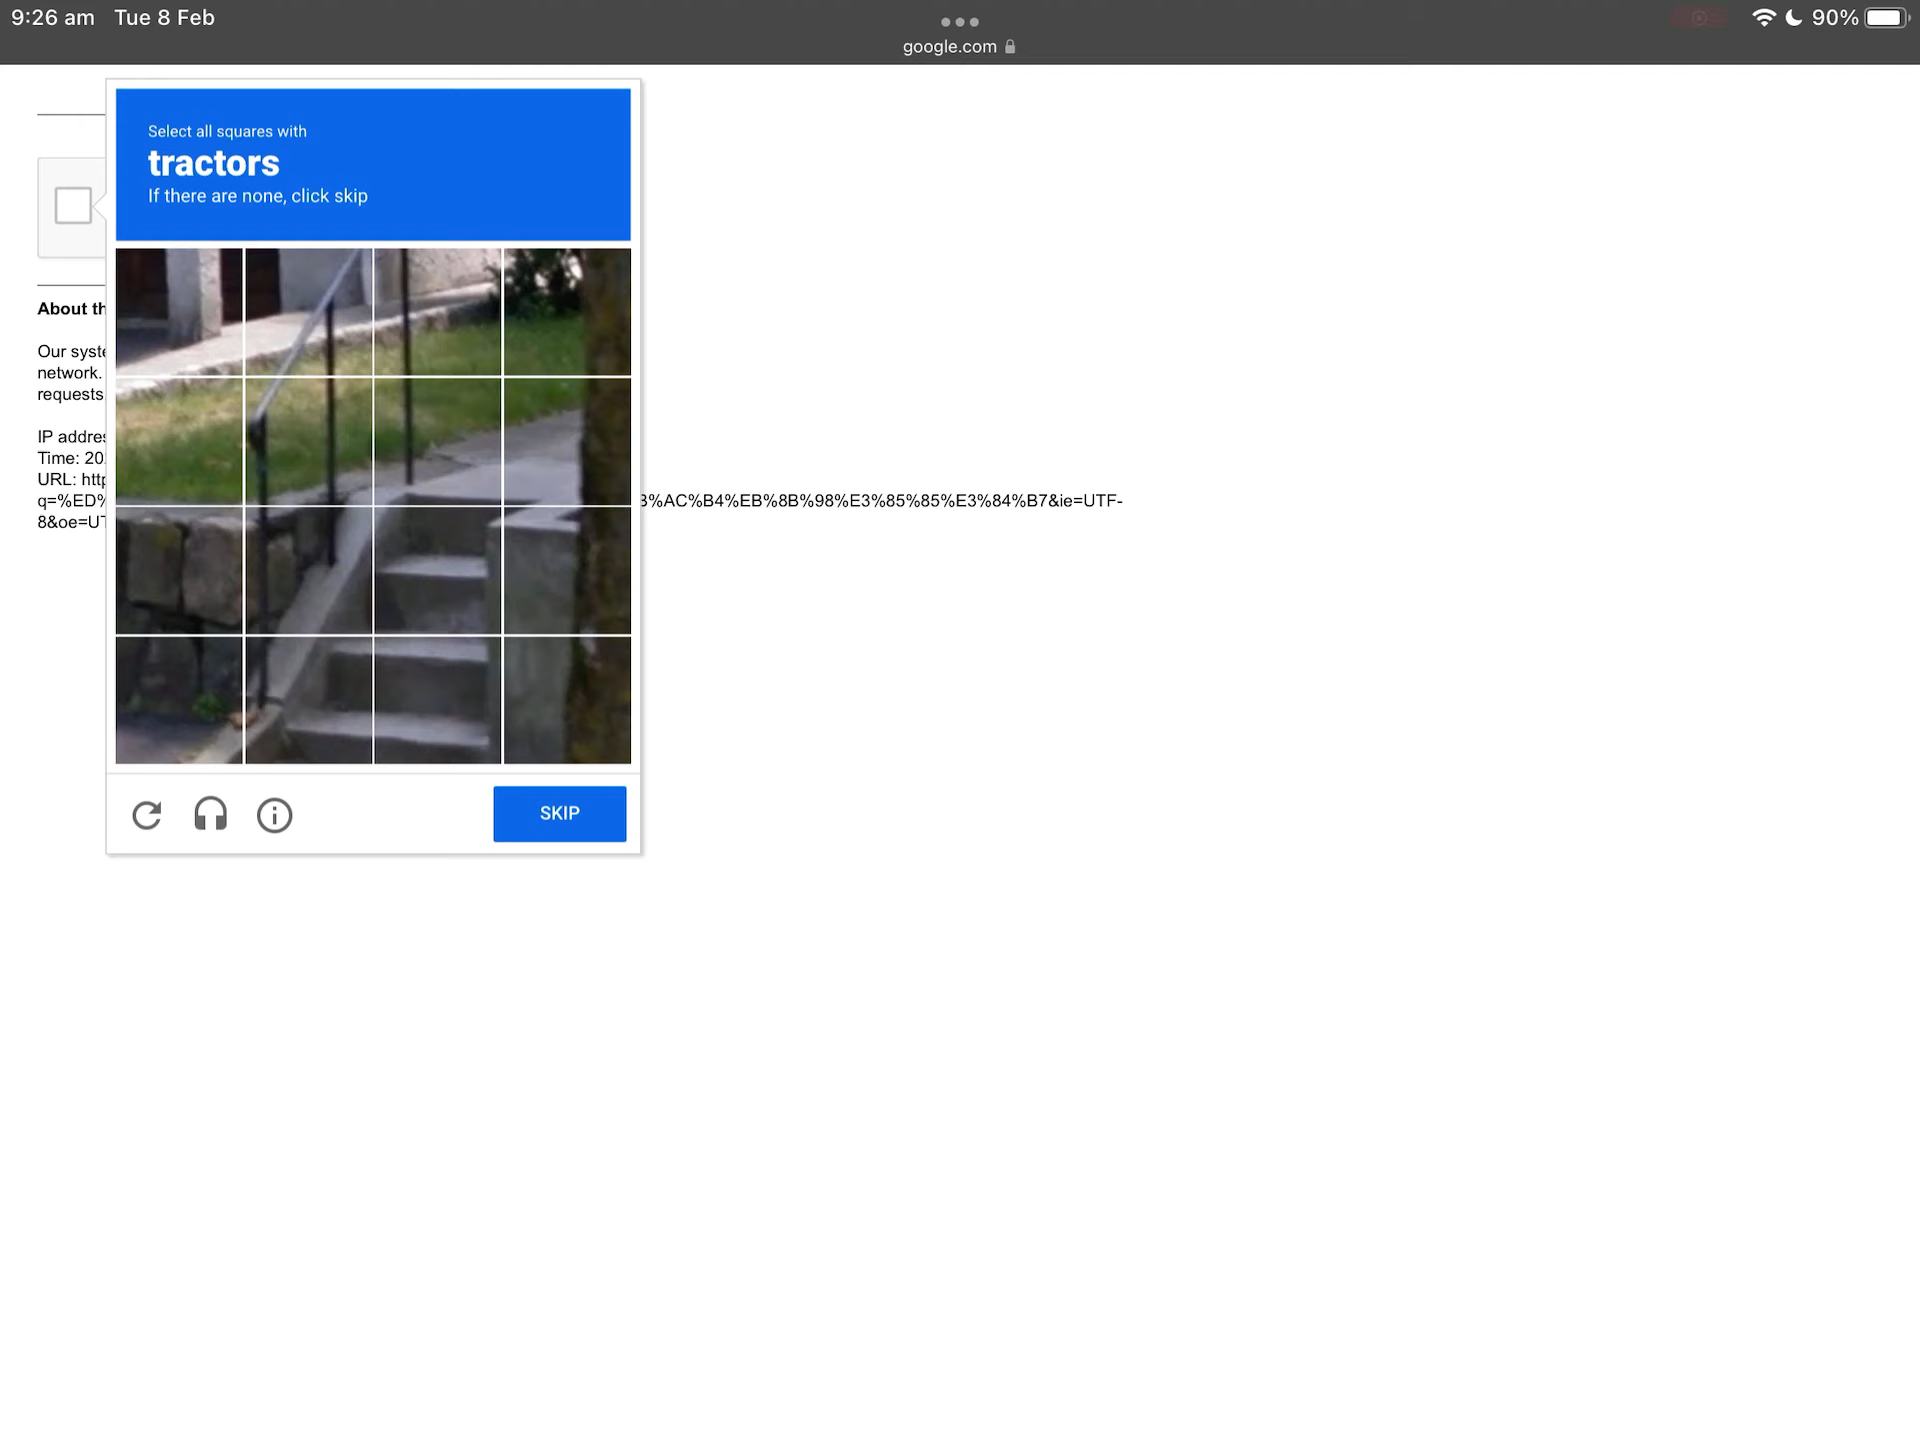 9:26 am Tue 8 Feb
90%
google.com
Select all squares with
tractors
If there are none, click skip
About th
Our syste
network.
requests
IP addres
Time: 20
URL: http
q=%ED% 3%AC%B4%EB%8B%98%E3%85%85%E3%84%B7&ie=UTF-
8&oe=UT
SKIP